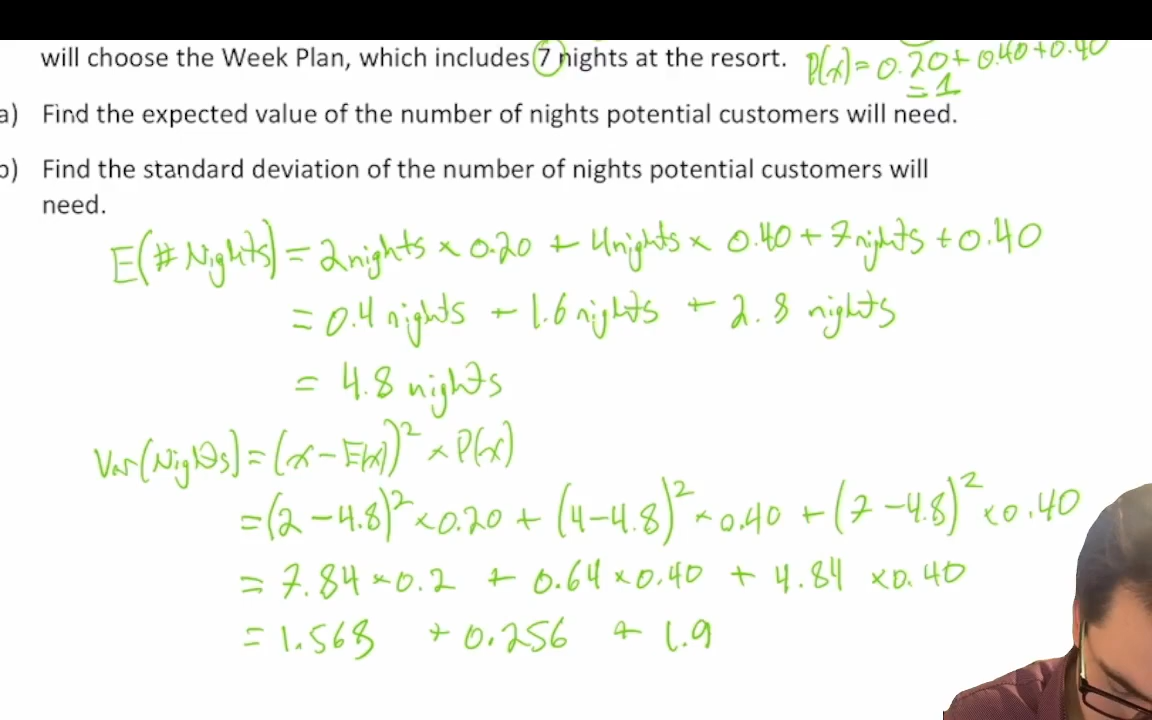 will choose the Week Plan, which includes 7 nights at the resort. P(x) = 0.20 + 0.40 + 0.40
= 1
a) Find the expected value of the number of nights potential customers will need.
b) Find the standard deviation of the number of nights potential customers will
need.
E(# Nights) = 2 nights × 0.20 + 4 nights × 0.40 + 7 nights + 0.40
= 0.4 nights + 1.6 nights + 2.8 nights
= 4.8 nights
Var(Nights) = (x - E(x))² × P(x)
= (2 - 4.8)² × 0.20 + (4 - 4.8)² × 0.40 + (7 - 4.8)² × 0.40
= 7.84 × 0.2 + 0.64 × 0.40 + 4.84 × 0.40
= 1.568 + 0.256 + 1.9